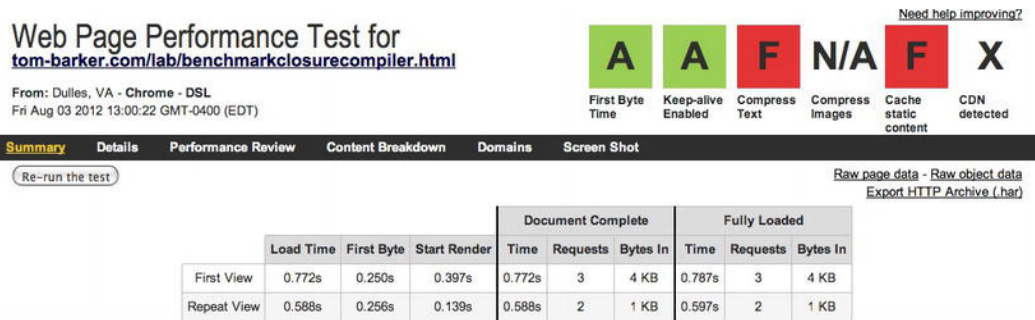 Need help improving?
Web Page Performance Test for
tom-barker.com/lab/benchmarkclosurecompiler.html
From: Dulles, VA - Chrome - DSL
Fri Aug 03 2012 13:00:22 GMT-0400 (EDT)
A A F N/A F X
First Byte Time
Keep-alive Enabled
Compress Text
Compress Images
Cache static content
CDN detected
Summary Details Performance Review Content Breakdown Domains Screen Shot
Re-run the test
Raw page data - Raw object data
Export HTTP Archive (.har)
Document Complete Fully Loaded
Load Time First Byte Start Render Time Requests Bytes In Time Requests Bytes In
First View 0.772s 0.250s 0.397s 0.772s 3 4 KB 0.787s 3 4 KB
Repeat View 0.588s 0.256s 0.139s 0.588s 2 1 KB 0.597s 2 1 KB